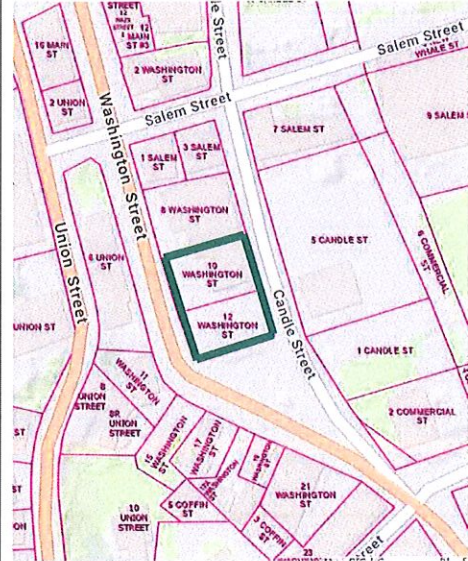 STREET
12
MAIN
ST #3
16 MAIN
ST
2 UNION
ST
2 WASHINGTON
ST
Salem Street
Salem Street
WHALE ST
9 SALEM ST
7 SALEM ST
1 SALEM
ST
3 SALEM
ST
Washington Street
8 WASHINGTON
ST
5 CANDLE ST
6 COMMERCIAL
ST
Union Street
6 UNION
ST
10
WASHINGTON
ST
12
WASHINGTON
ST
Candle Street
UNION ST
1 CANDLE ST
2 COMMERCIAL
ST
11
WASHINGTON
ST
8
UNION
STREET
8R
UNION
STREET
15
WASHINGTON
ST
17
WASHINGTON
ST
21
WASHINGTON
ST
5 COFFIN
ST
3 COFFIN
ST
10
UNION
STREET
23